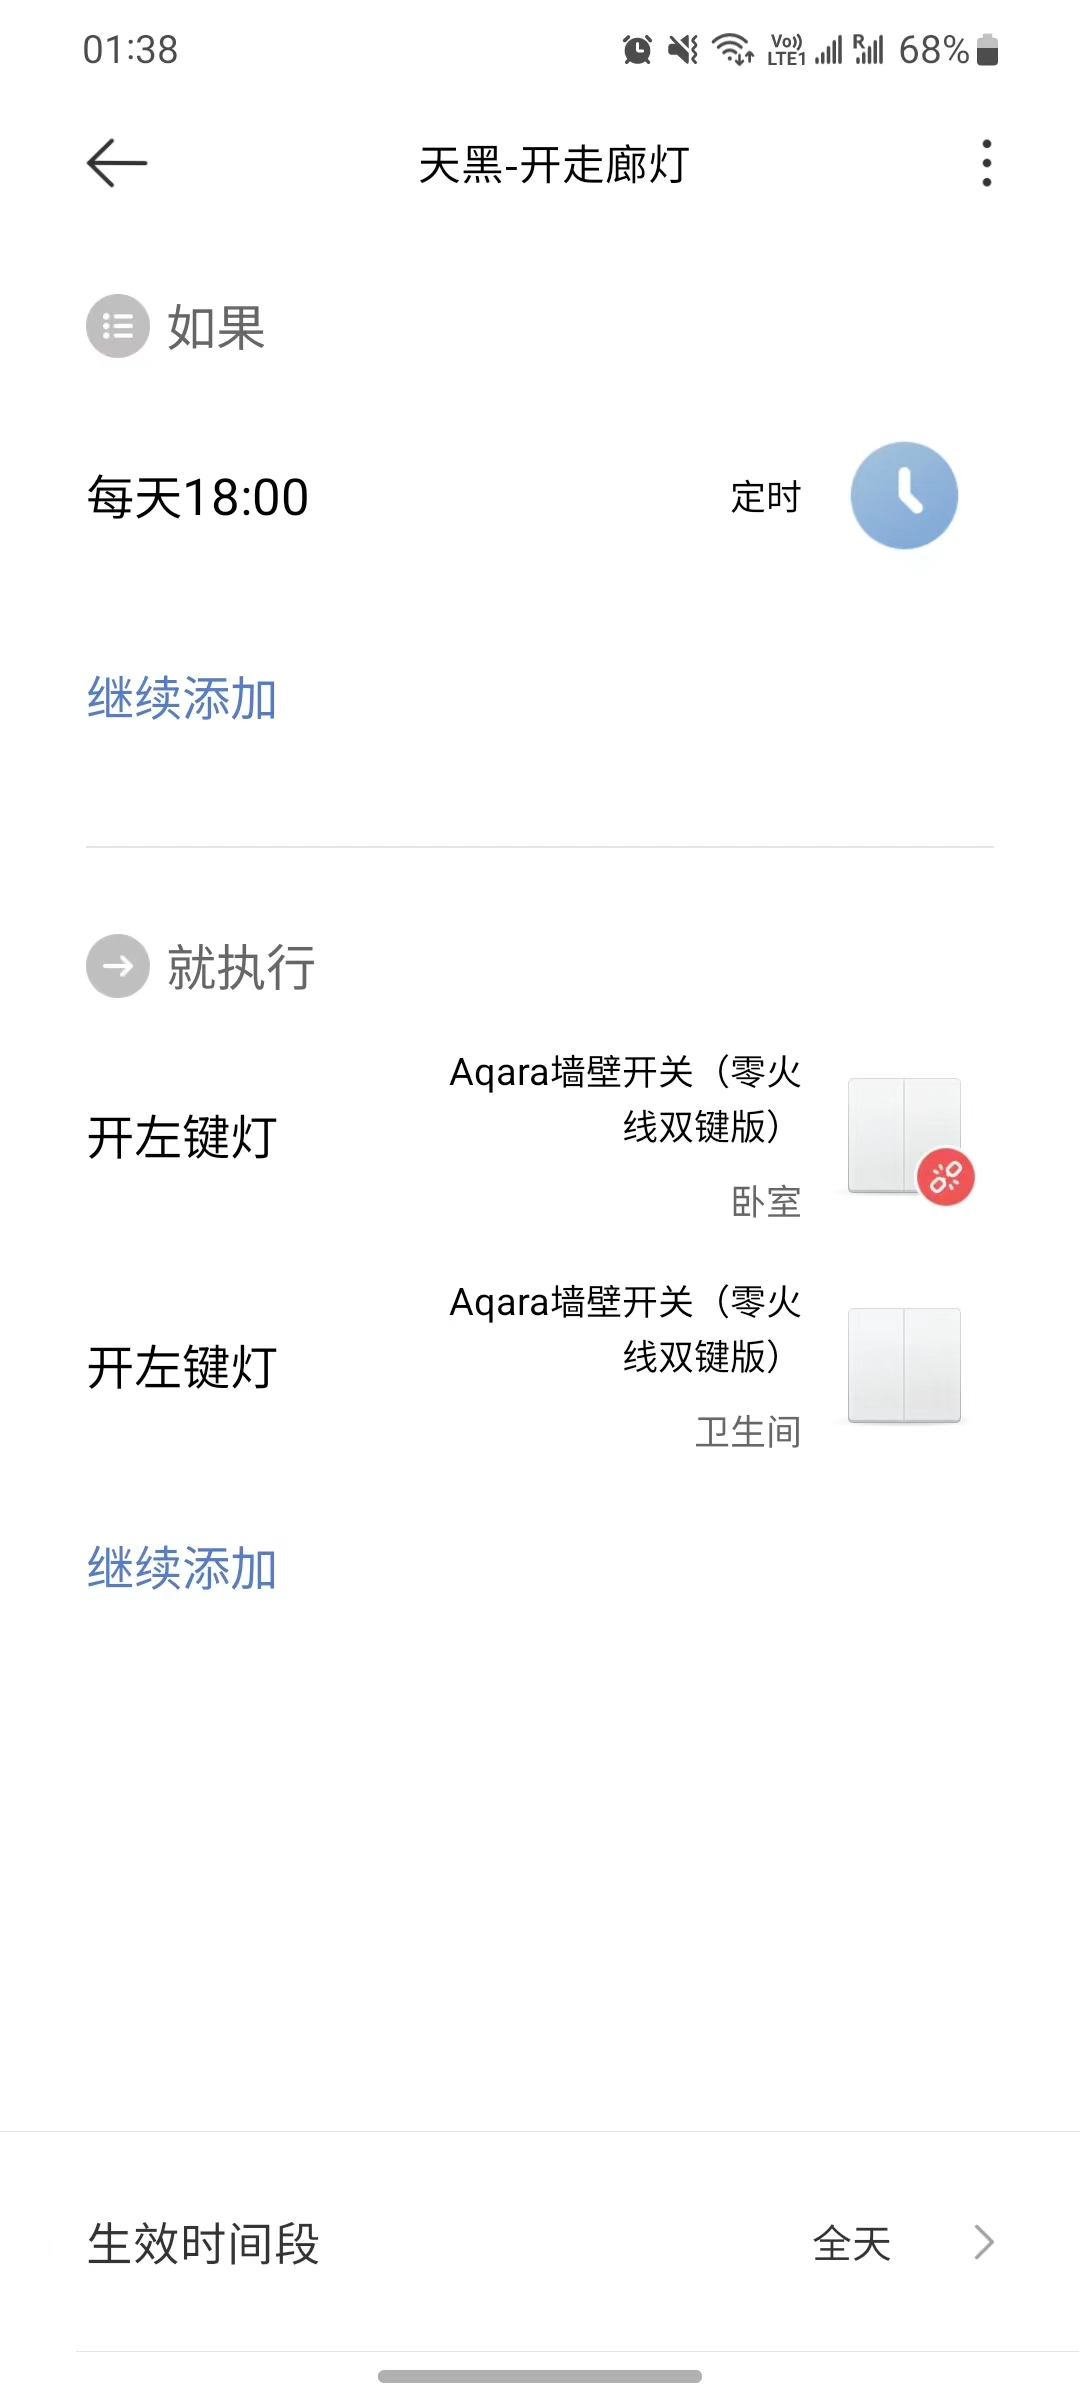 01:38
Vo)) LTE1 R 68%
天黑-开走廊灯
如果
每天18:00
定时
继续添加
就执行
开左键灯
Aqara墙壁开关（零火
线双键版）
卧室
开左键灯
Aqara墙壁开关（零火
线双键版）
卫生间
继续添加
生效时间段
全天